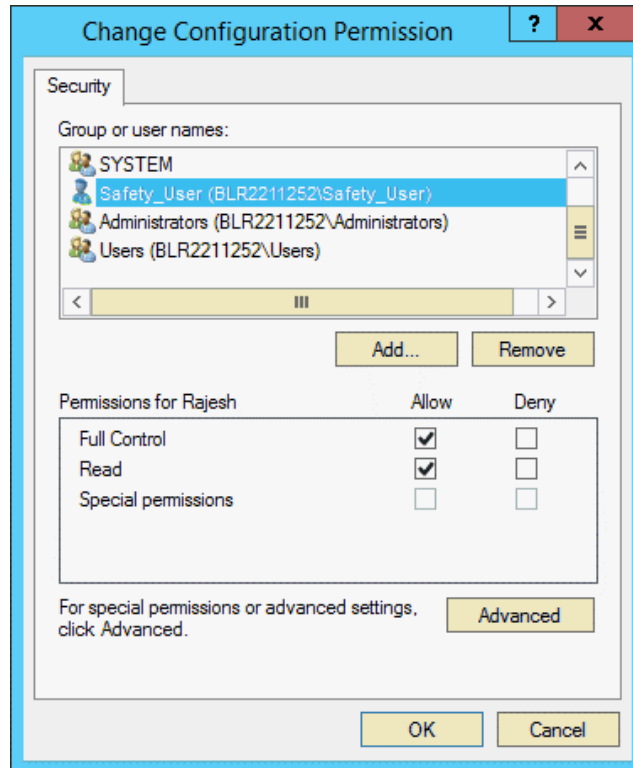 Change Configuration Permission
? x
Security
Group or user names:
SYSTEM
Safety_User (BLR2211252\Safety_User)
Administrators (BLR2211252\Administrators)
Users (BLR2211252\Users)
Add... Remove
Permissions for Rajesh Allow Deny
Full Control
Read
Special permissions
For special permissions or advanced settings,
click Advanced.
Advanced
OK Cancel